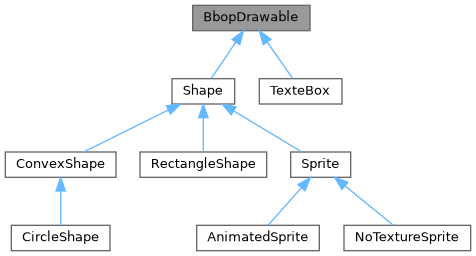 BbopDrawable
Shape
TexteBox
ConvexShape
RectangleShape
Sprite
CircleShape
AnimatedSprite
NoTextureSprite